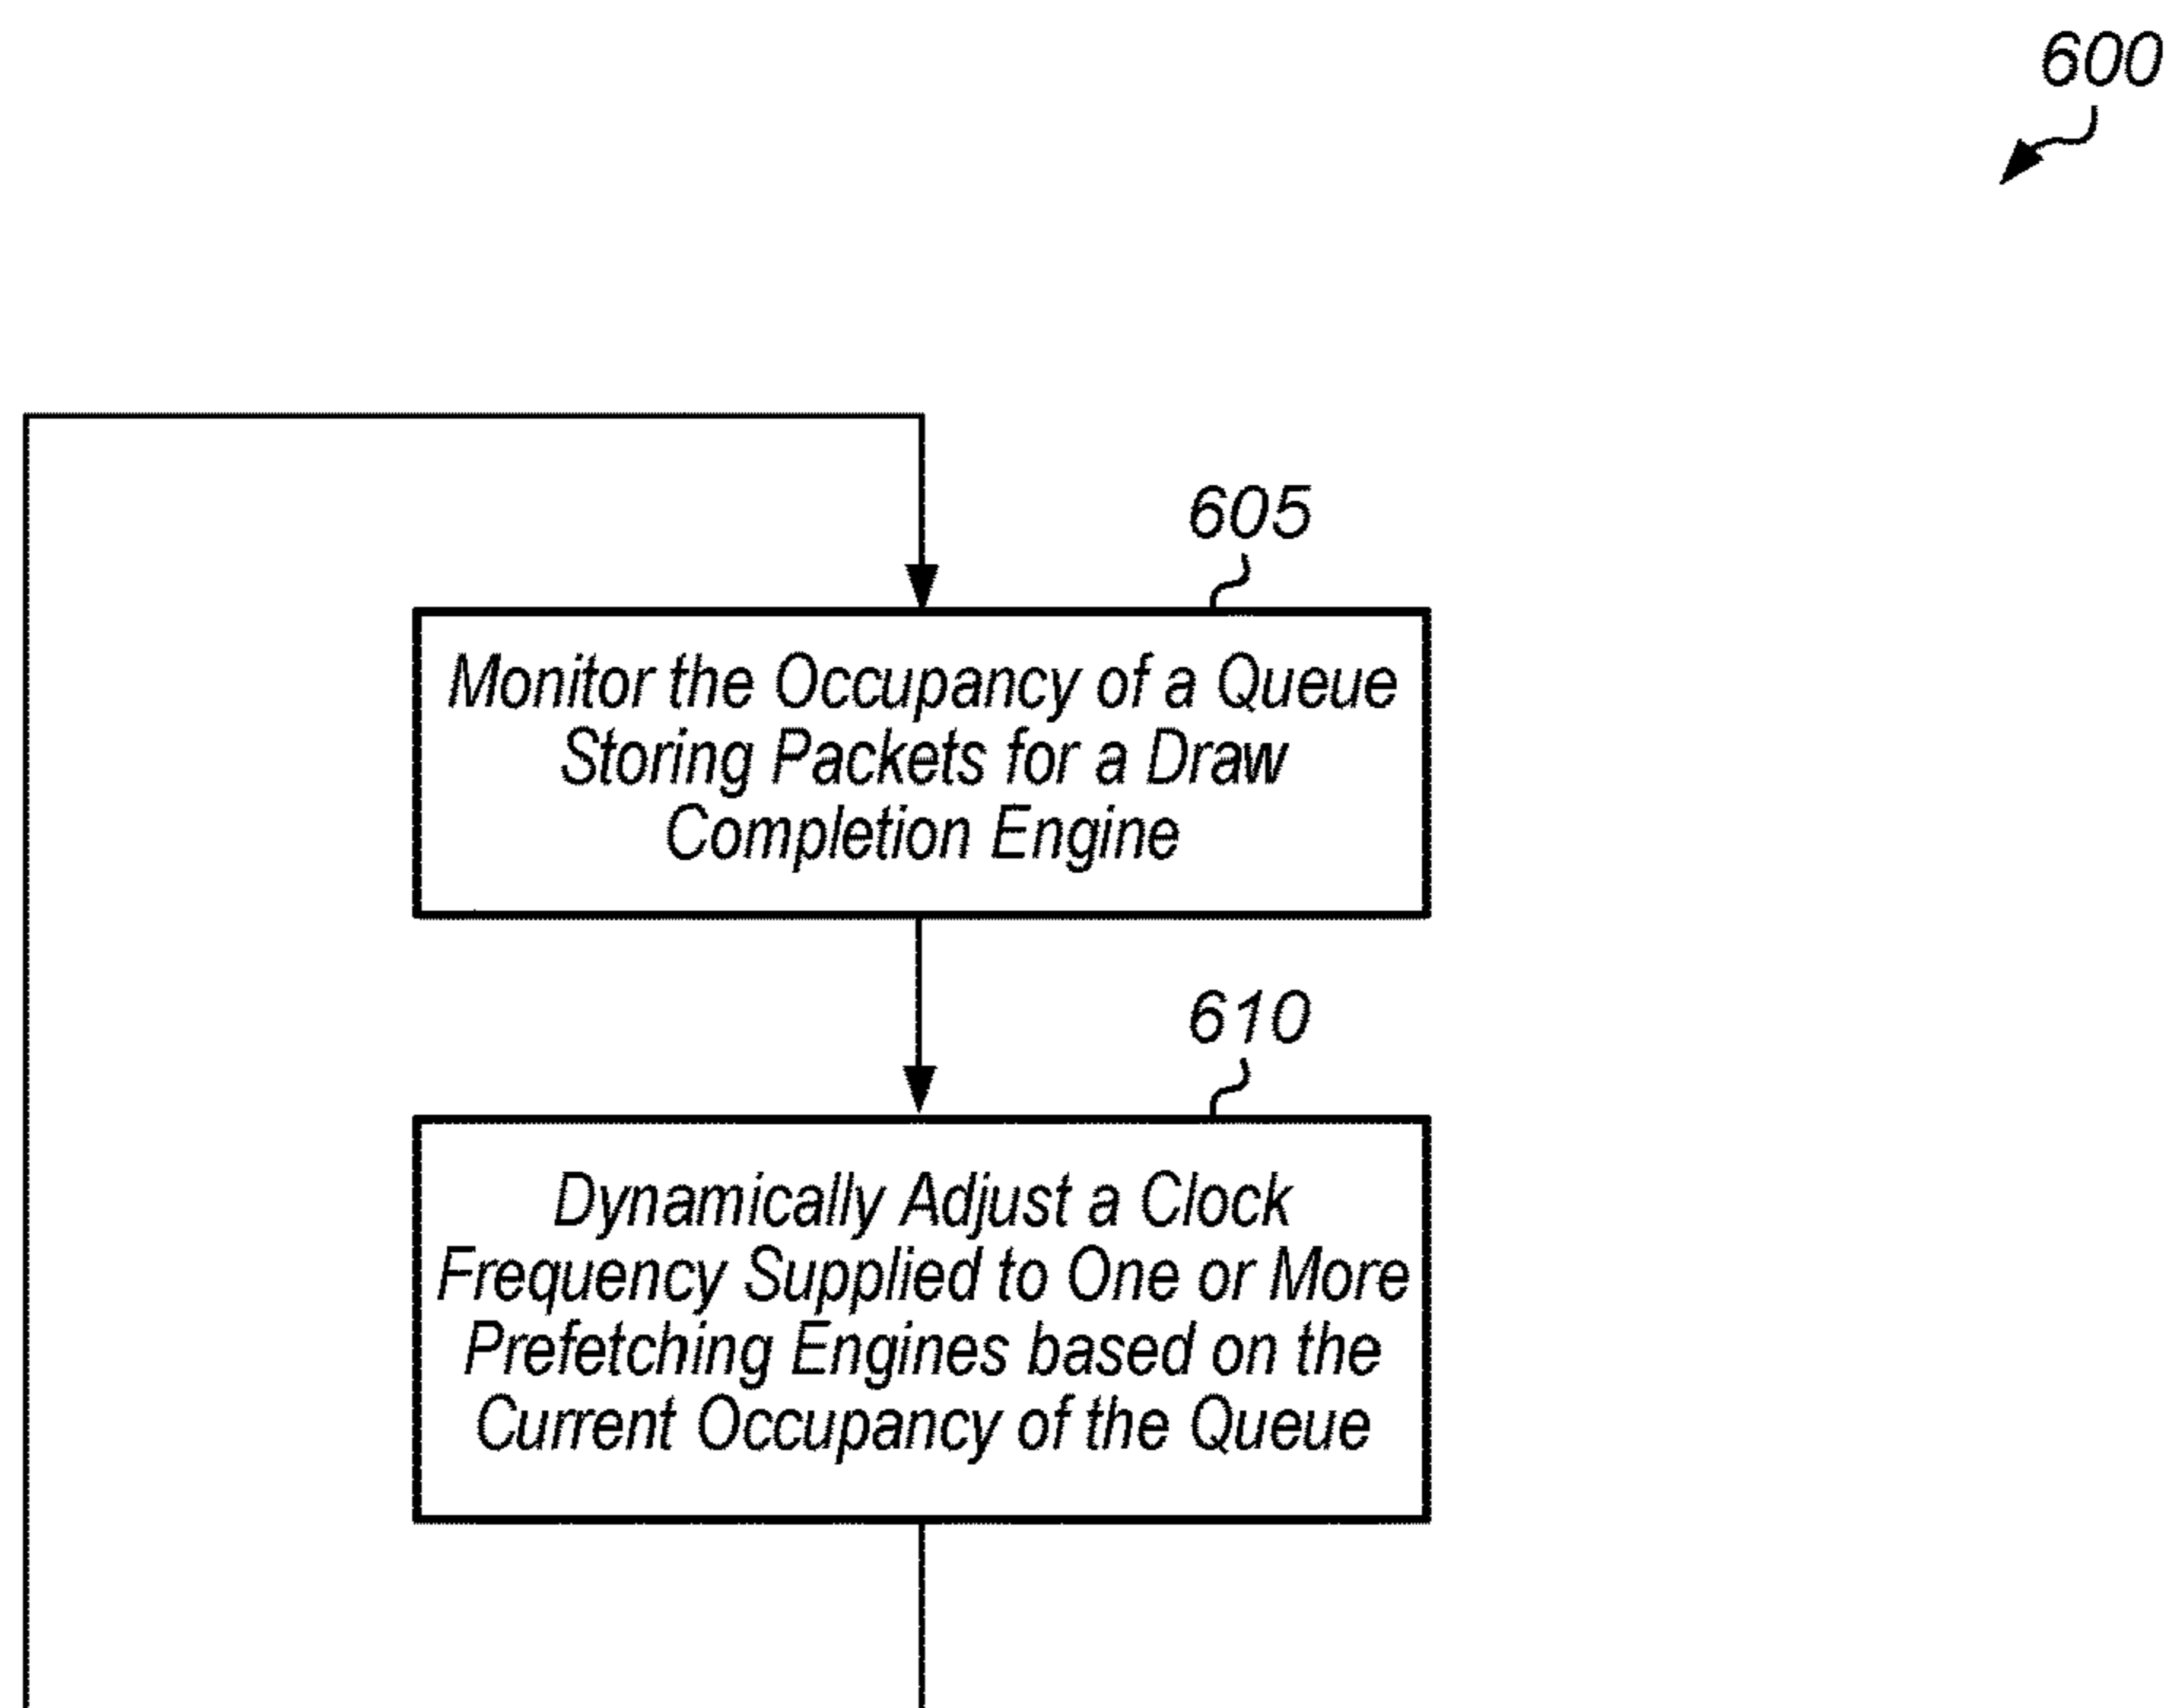 600
605
Monitor the Occupancy of a Queue
Storing Packets for a Draw
Completion Engine
610
Dynamically Adjust a Clock
Frequency Supplied to One or More
Prefetching Engines based on the
Current Occupancy of the Queue